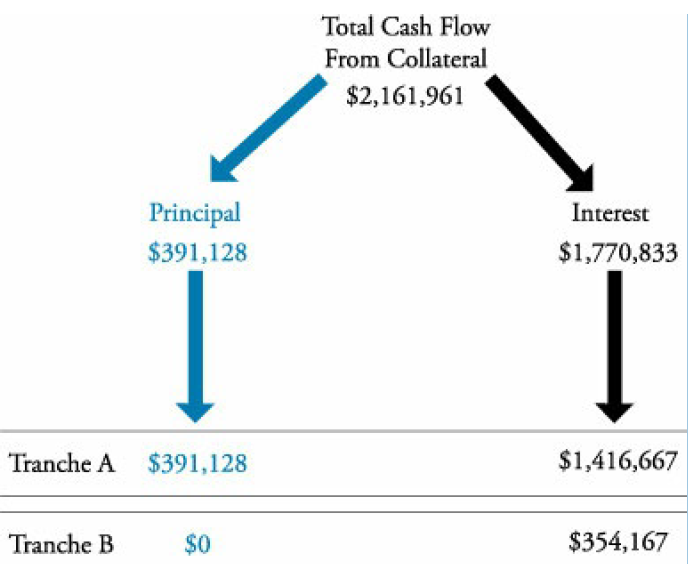 Total Cash Flow
From Collateral
$2,161,961
Principal
$391,128
Interest
$1,770,833
Tranche A $391,128 $1,416,667
Tranche B $0 $354,167